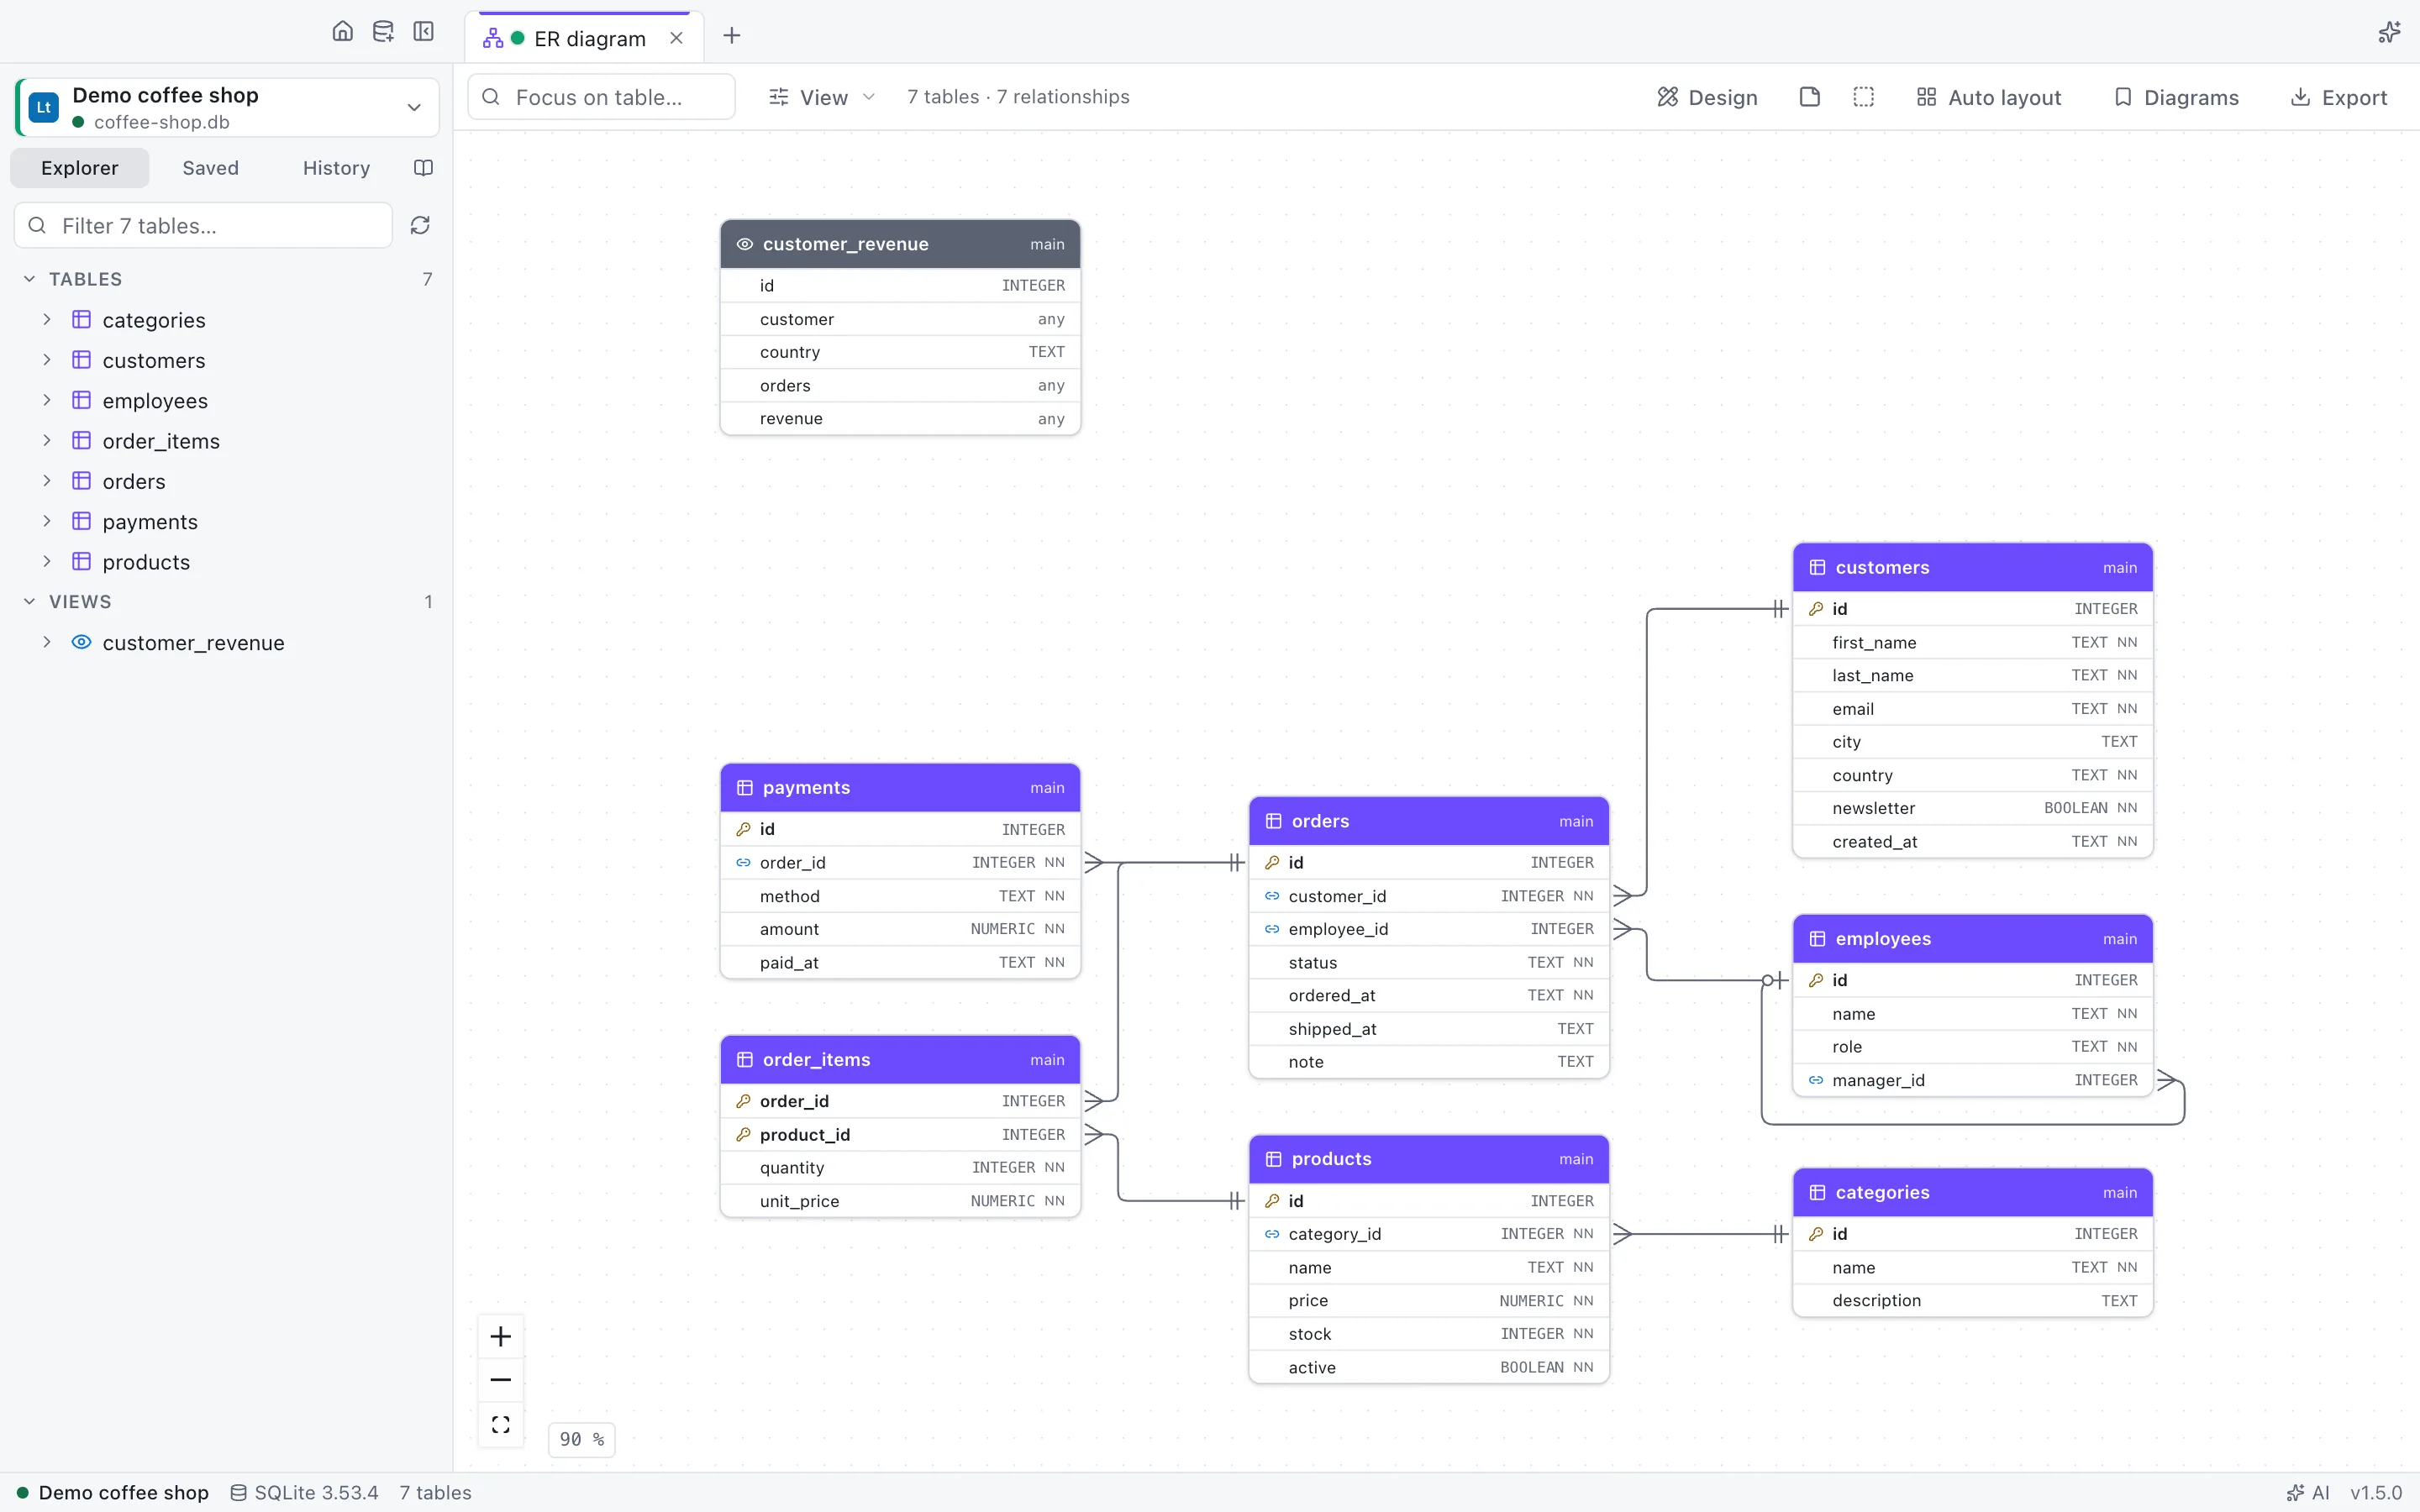 ER diagram
Lt
Demo coffee shop
coffee-shop.db
Focus on table...
View
7 tables · 7 relationships
Design
Auto layout
Diagrams
Export
Explorer
Saved
History
Filter 7 tables...
TABLES 7
categories
customers
employees
order_items
orders
payments
products
VIEWS 1
customer_revenue
customer_revenue main
id INTEGER
customer any
country TEXT
orders any
revenue any
customers main
id INTEGER
first_name TEXT NN
last_name TEXT NN
email TEXT NN
city TEXT
country TEXT NN
newsletter BOOLEAN NN
created_at TEXT NN
payments main
id INTEGER
order_id INTEGER NN
method TEXT NN
amount NUMERIC NN
paid_at TEXT NN
orders main
id INTEGER
customer_id INTEGER NN
employee_id INTEGER
status TEXT NN
ordered_at TEXT NN
shipped_at TEXT
note TEXT
employees main
id INTEGER
name TEXT NN
role TEXT NN
manager_id INTEGER
order_items main
order_id INTEGER
product_id INTEGER
quantity INTEGER NN
unit_price NUMERIC NN
products main
id INTEGER
category_id INTEGER NN
name TEXT NN
price NUMERIC NN
stock INTEGER NN
active BOOLEAN NN
categories main
id INTEGER
name TEXT NN
description TEXT
90 %
Demo coffee shop
SQLite 3.53.4
7 tables
AI
v1.5.0